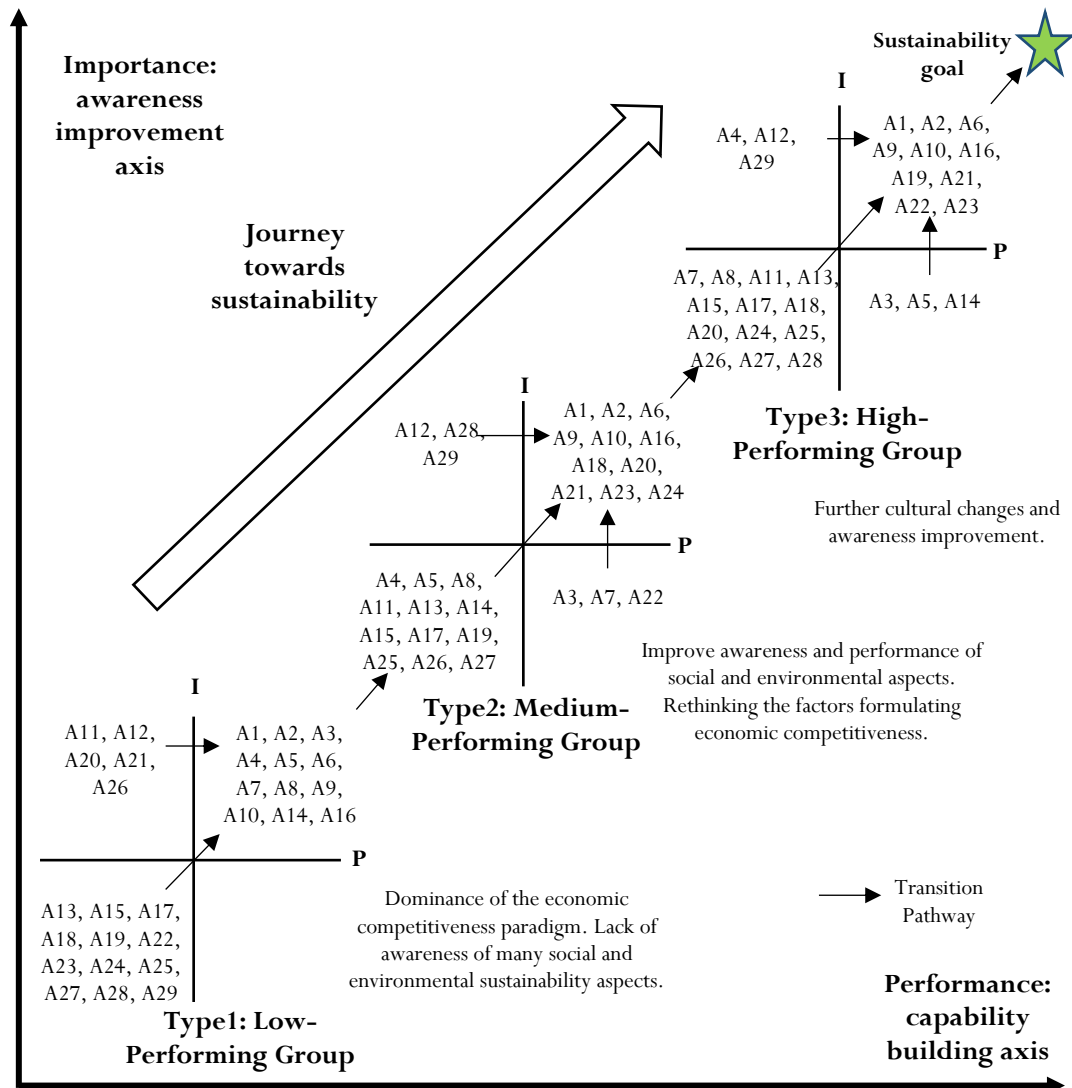 Importance:
awareness
improvement
axis
Sustainability
goal
Journey
towards
sustainability
I
A4, A12,
A29
A1, A2, A6,
A9, A10, A16,
A19, A21,
A22, A23
P
A7, A8, A11, A13,
A15, A17, A18,
A20, A24, A25,
A26, A27, A28
A3, A5, A14
Type3: High-
Performing Group
Further cultural changes and
awareness improvement.
I
A12, A28,
A29
A1, A2, A6,
A9, A10, A16,
A18, A20,
A21, A23, A24
P
A4, A5, A8,
A11, A13, A14,
A15, A17, A19,
A25, A26, A27
A3, A7, A22
Type2: Medium-
Performing Group
Improve awareness and performance of
social and environmental aspects.
Rethinking the factors formulating
economic competitiveness.
I
A11, A12,
A20, A21,
A26
A1, A2, A3,
A4, A5, A6,
A7, A8, A9,
A10, A14, A16
P
A13, A15, A17,
A18, A19, A22,
A23, A24, A25,
A27, A28, A29
Type1: Low-
Performing Group
Dominance of the economic
competitiveness paradigm. Lack of
awareness of many social and
environmental sustainability aspects.
Transition
Pathway
Performance:
capability
building axis